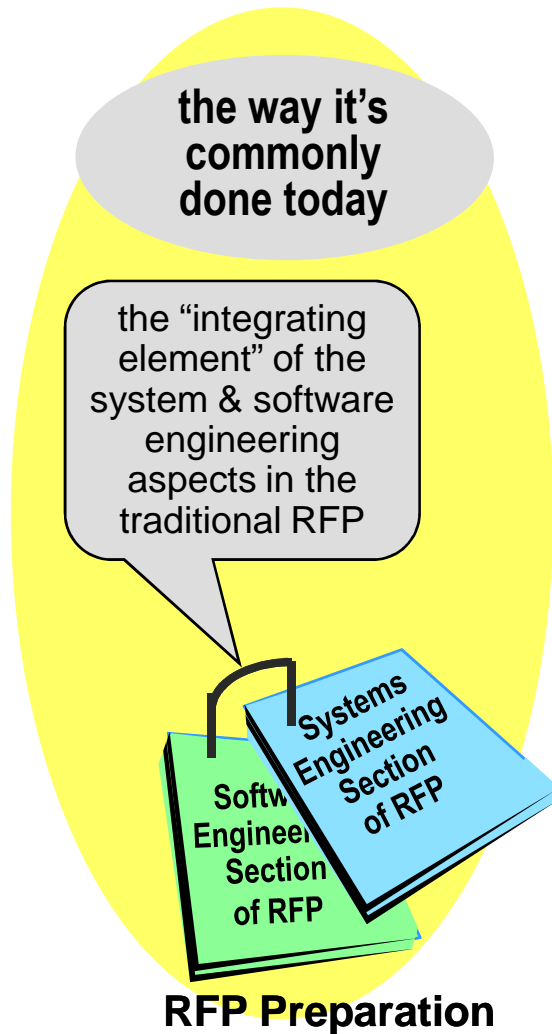 the way it's
commonly
done today
the “integrating
element” of the
system & software
engineering
aspects in the
traditional RFP
Systems
Engineering
Section
of RFP
Softw
Engineer
Section
of RFP
RFP Preparation